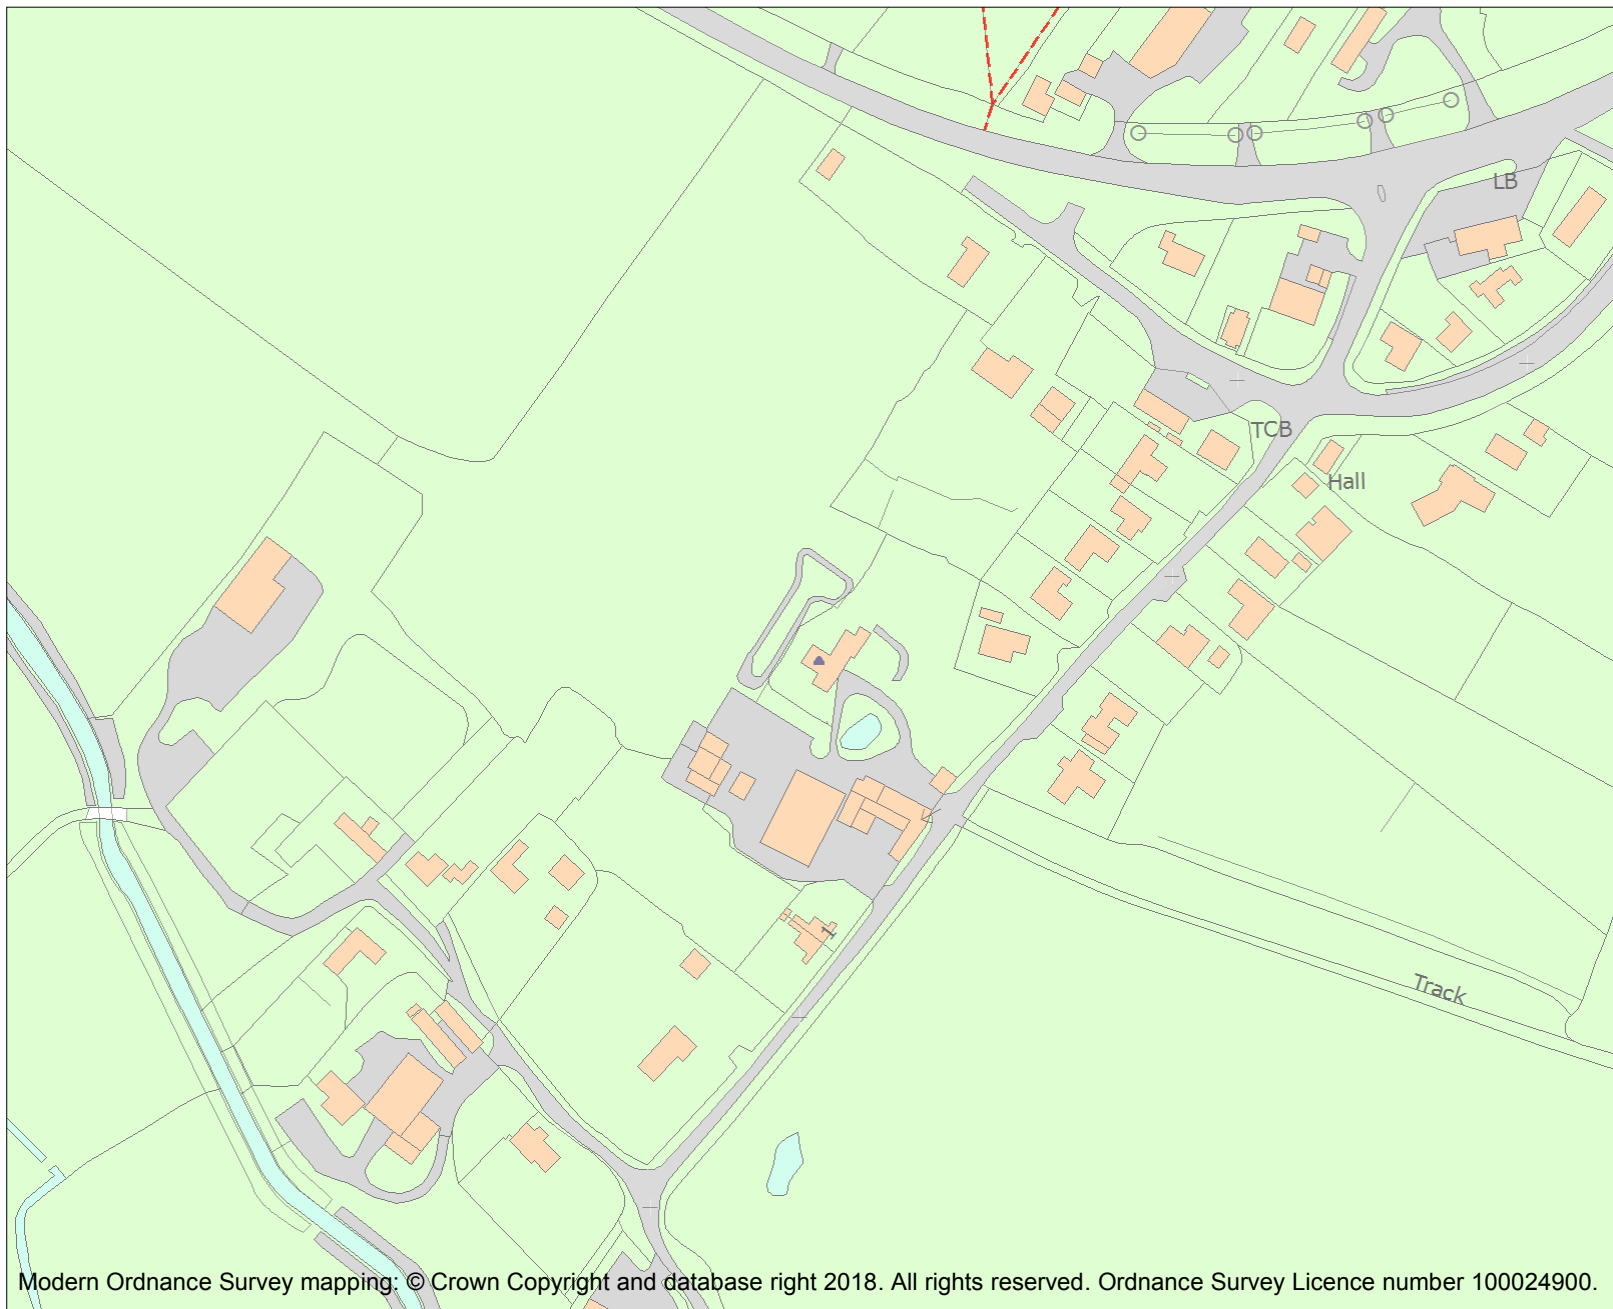 LB
TCB
Hall
1
Track
Modern Ordnance Survey mapping: © Crown Copyright and database right 2018. All rights reserved. Ordnance Survey Licence number 100024900.